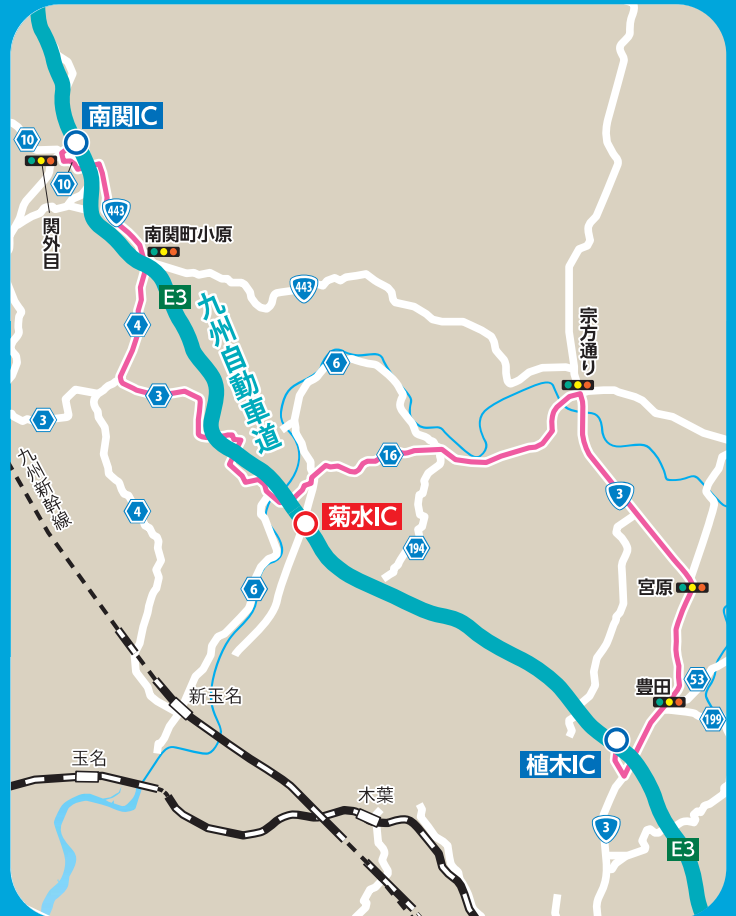 南関IC
10
10
関外目
443
南関町小原
E3
九州自動車道
443
4
宗方通り
6
3
3
16
九州新幹線
4
菊水IC
3
194
6
宮原
53
豊田
199
新玉名
植木IC
玉名
木葉
3
E3